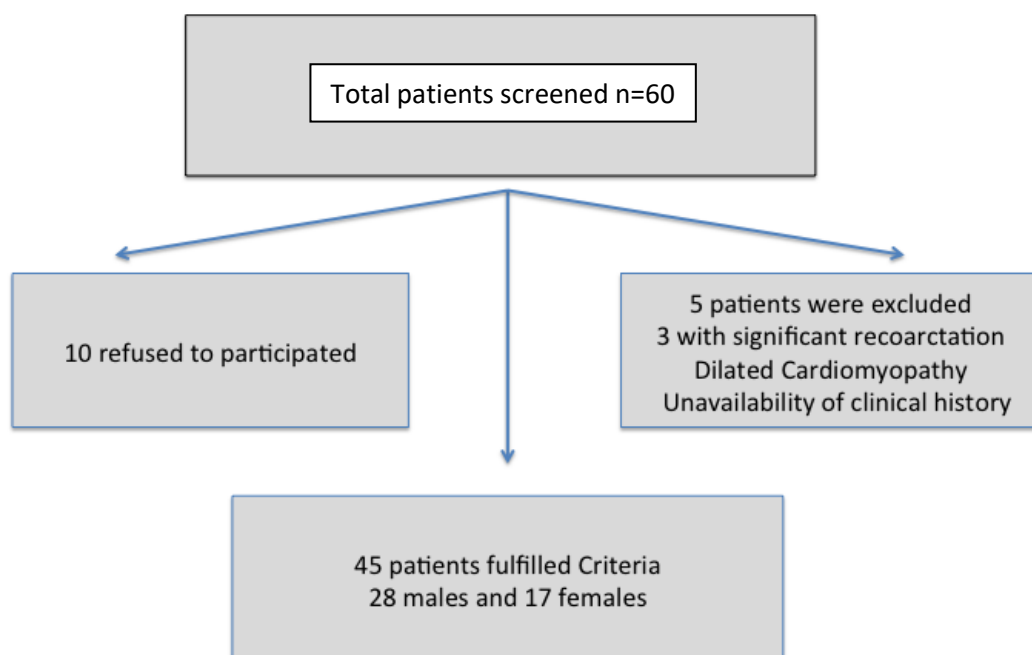 Total patients screened n=60
10 refused to participated
5 patients were excluded
3 with significant recoarctation
Dilated Cardiomyopathy
Unavailability of clinical history
45 patients fulfilled Criteria
28 males and 17 females